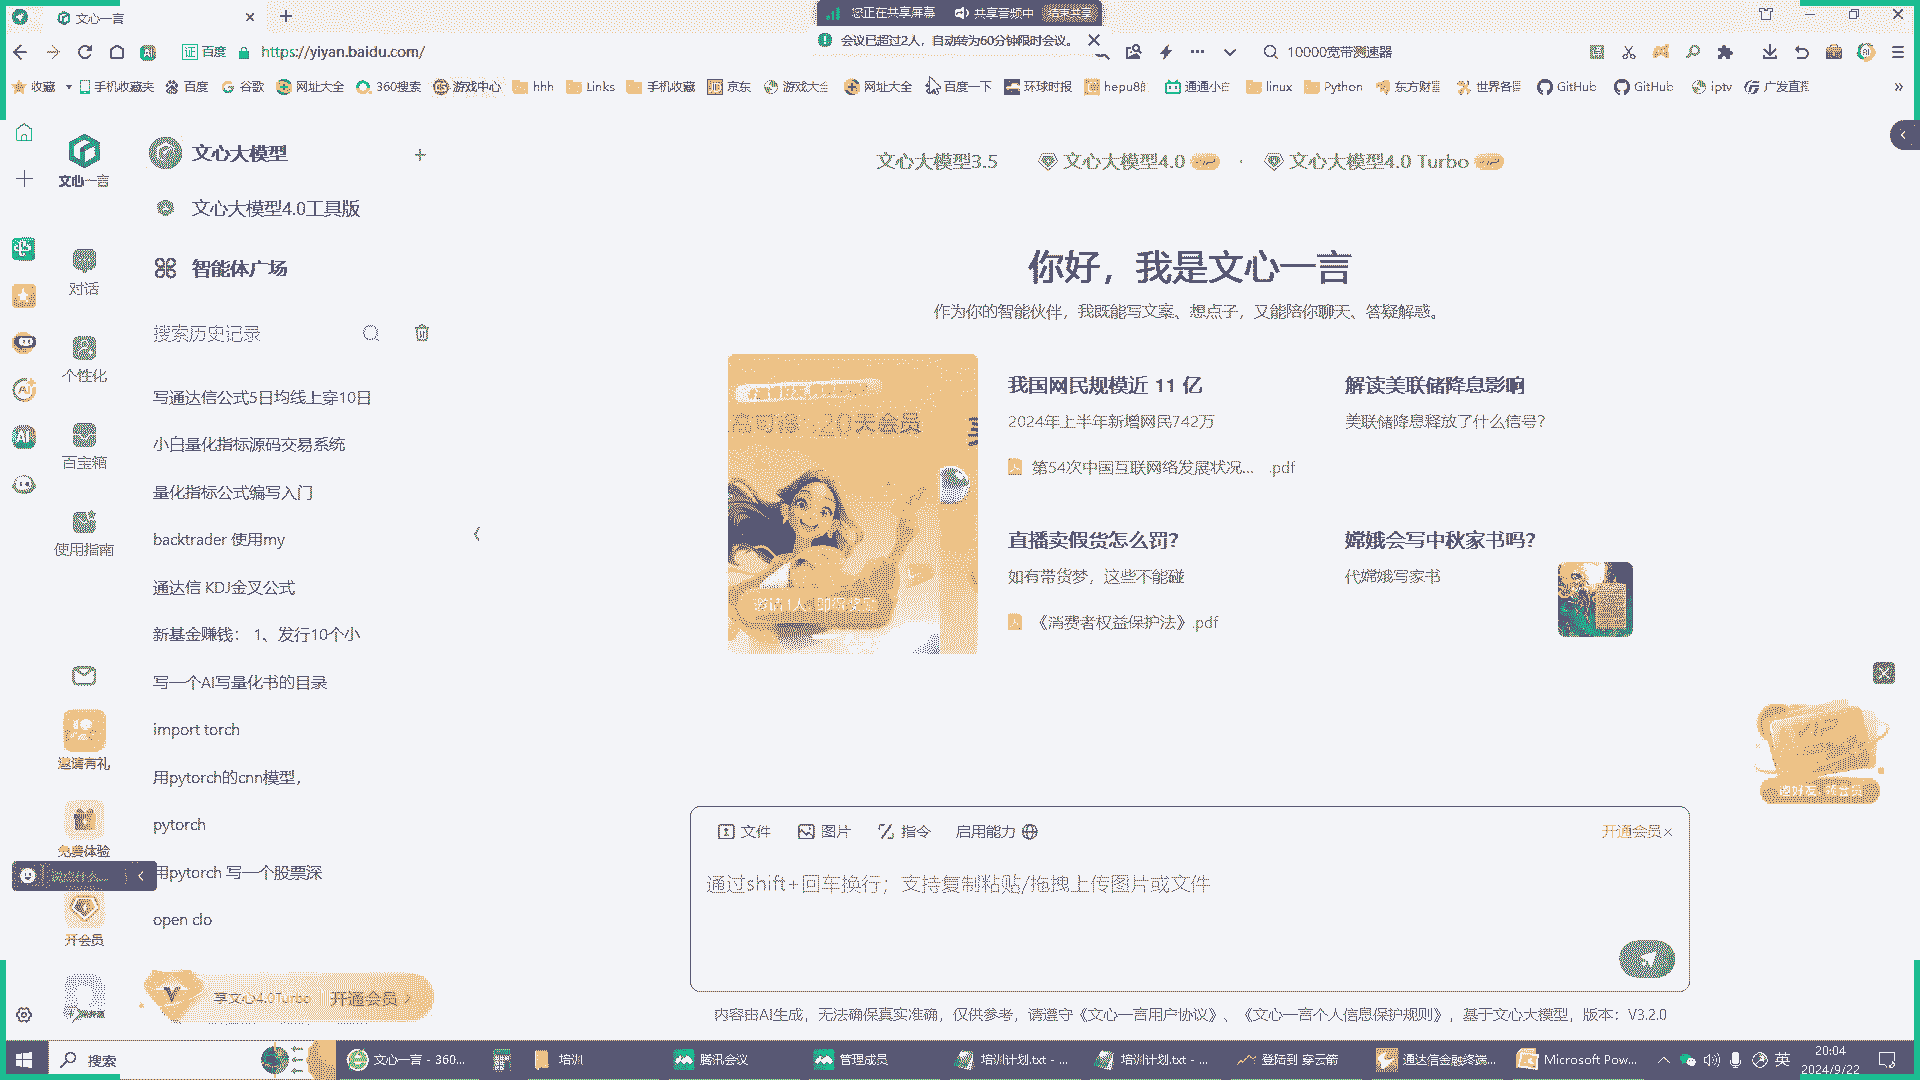 文心一言
您正在共享屏幕 共享音频中 结束共享
会议已超过2人，自动转为60分钟限时会议。
证 百度 https://yiyan.baidu.com/
10000宽带测速器
收藏 手机收藏夹 百度 谷歌 网址大全 360搜索 游戏中心 hhh Links 手机收藏 京东 游戏大全 网址大全 百度一下 环球时报 hepu8 通通小 linux Python 东方财 世界各 GitHub GitHub iptv 广发直
文心一言
对话
个性化
百宝箱
使用指南
邀请有礼
免费体验
开会员
文心大模型
文心大模型4.0工具版
智能体广场
搜索历史记录
写通达信公式5日均线上穿10日
小白量化指标源码交易系统
量化指标公式编写入门
backtrader 使用my
通达信 KDJ金叉公式
新基金赚钱： 1、发行10个小
写一个AI写量化书的目录
import torch
用pytorch的cnn模型，
pytorch
用pytorch 写一个股票深
open clo
享文心4.0Turbo 开通会员
文心大模型3.5 文心大模型4.0 文心大模型4.0 Turbo
你好，我是文心一言
作为你的智能伙伴，我既能写文案、想点子，又能陪你聊天、答疑解惑。
20天会员
我国网民规模近 11 亿
2024年上半年新增网民742万
第54次中国互联网络发展状况... .pdf
解读美联储降息影响
美联储降息释放了什么信号？
直播卖假货怎么罚？
如有带货梦，这些不能碰
《消费者权益保护法》.pdf
嫦娥会写中秋家书吗？
代嫦娥写家书
文件 图片 指令 启用能力 开通会员×
通过shift+回车换行；支持复制粘贴/拖拽上传图片或文件
内容由AI生成，无法确保真实准确，仅供参考，请遵守《文心一言用户协议》、《文心一言个人信息保护规则》，基于文心大模型，版本：V3.2.0
搜索 文心一言 - 360... 培训 腾讯会议 管理成员 培训计划.txt - ... 培训计划.txt - ... 登陆到 穿云箭 通达信金融终端... Microsoft Pow... 英 20:04
2024/9/22